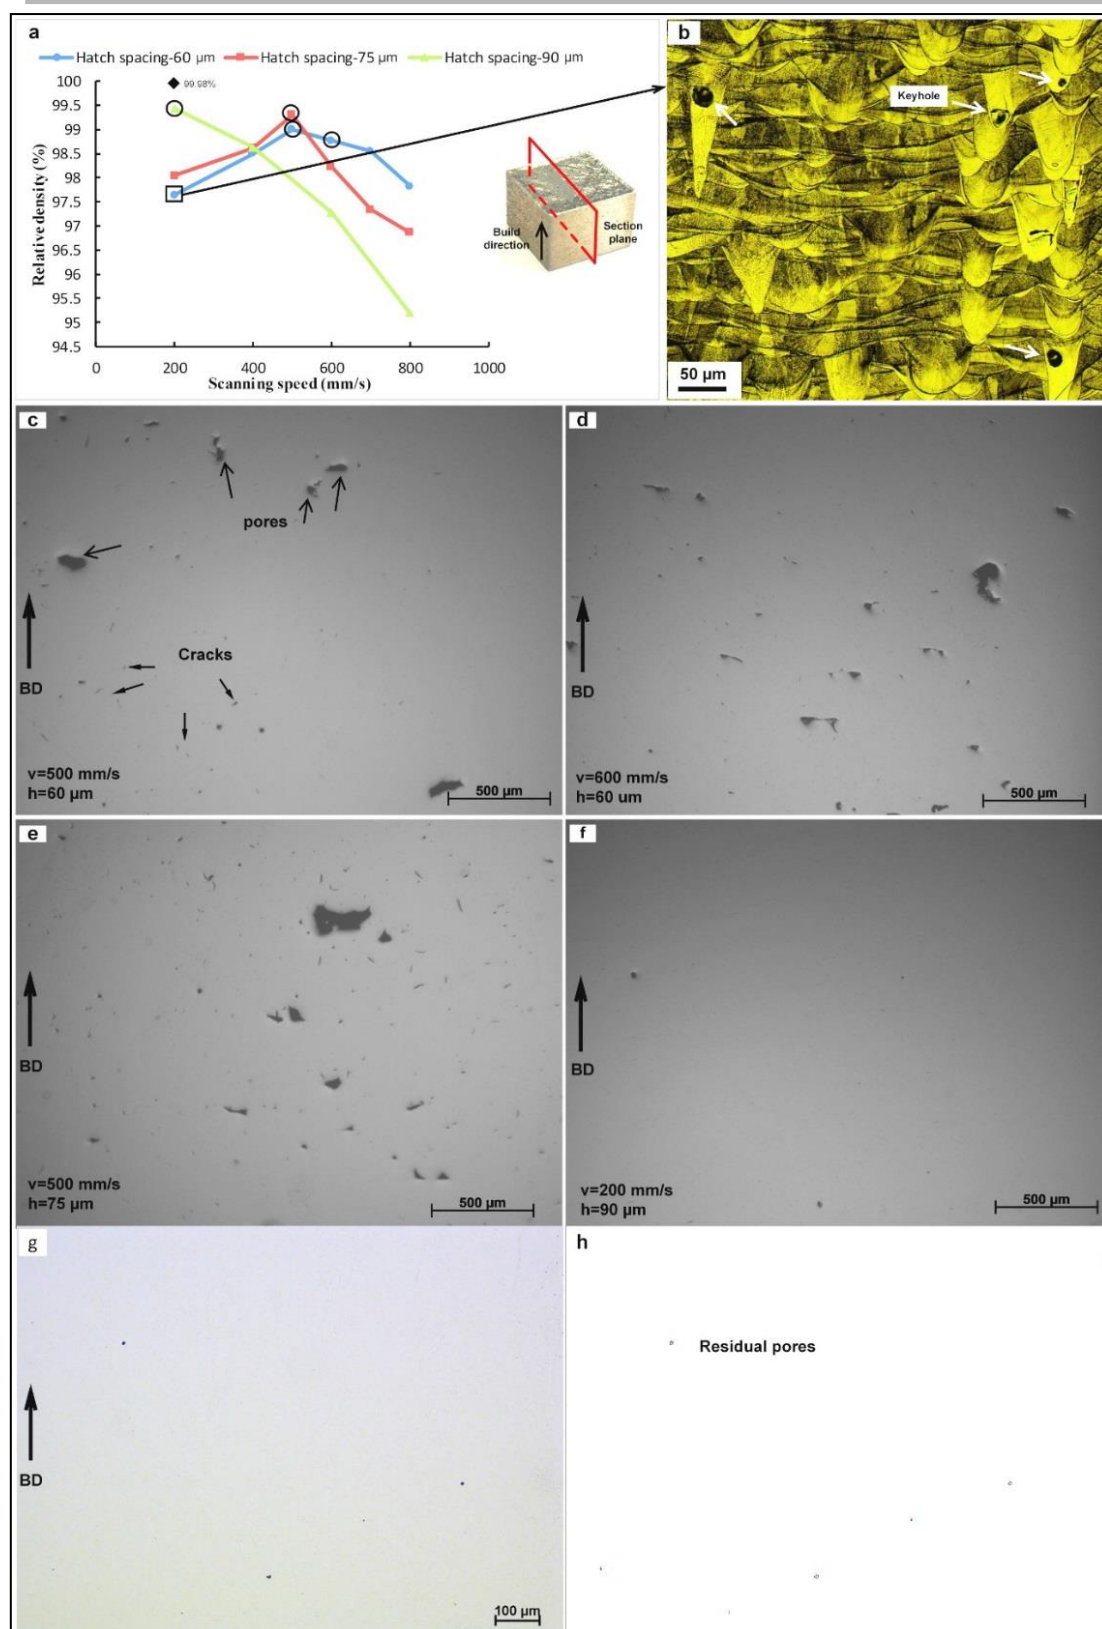 a
Hatch spacing-60 µm
Hatch spacing-75 µm
Hatch spacing-90 µm
99.98%
100
99.5
99
98.5
98
97.5
97
96.5
96
95.5
95
94.5
Relative density (%)
0
200
400
600
800
1000
Scanning speed (mm/s)
Build
direction
Section
plane
b
Keyhole
50 µm
c
pores
Cracks
BD
v=500 mm/s
h=60 µm
500 µm
d
BD
v=600 mm/s
h=60 um
500 µm
e
BD
v=500 mm/s
h=75 µm
500 µm
f
BD
v=200 mm/s
h=90 µm
500 µm
g
BD
100 µm
h
Residual pores